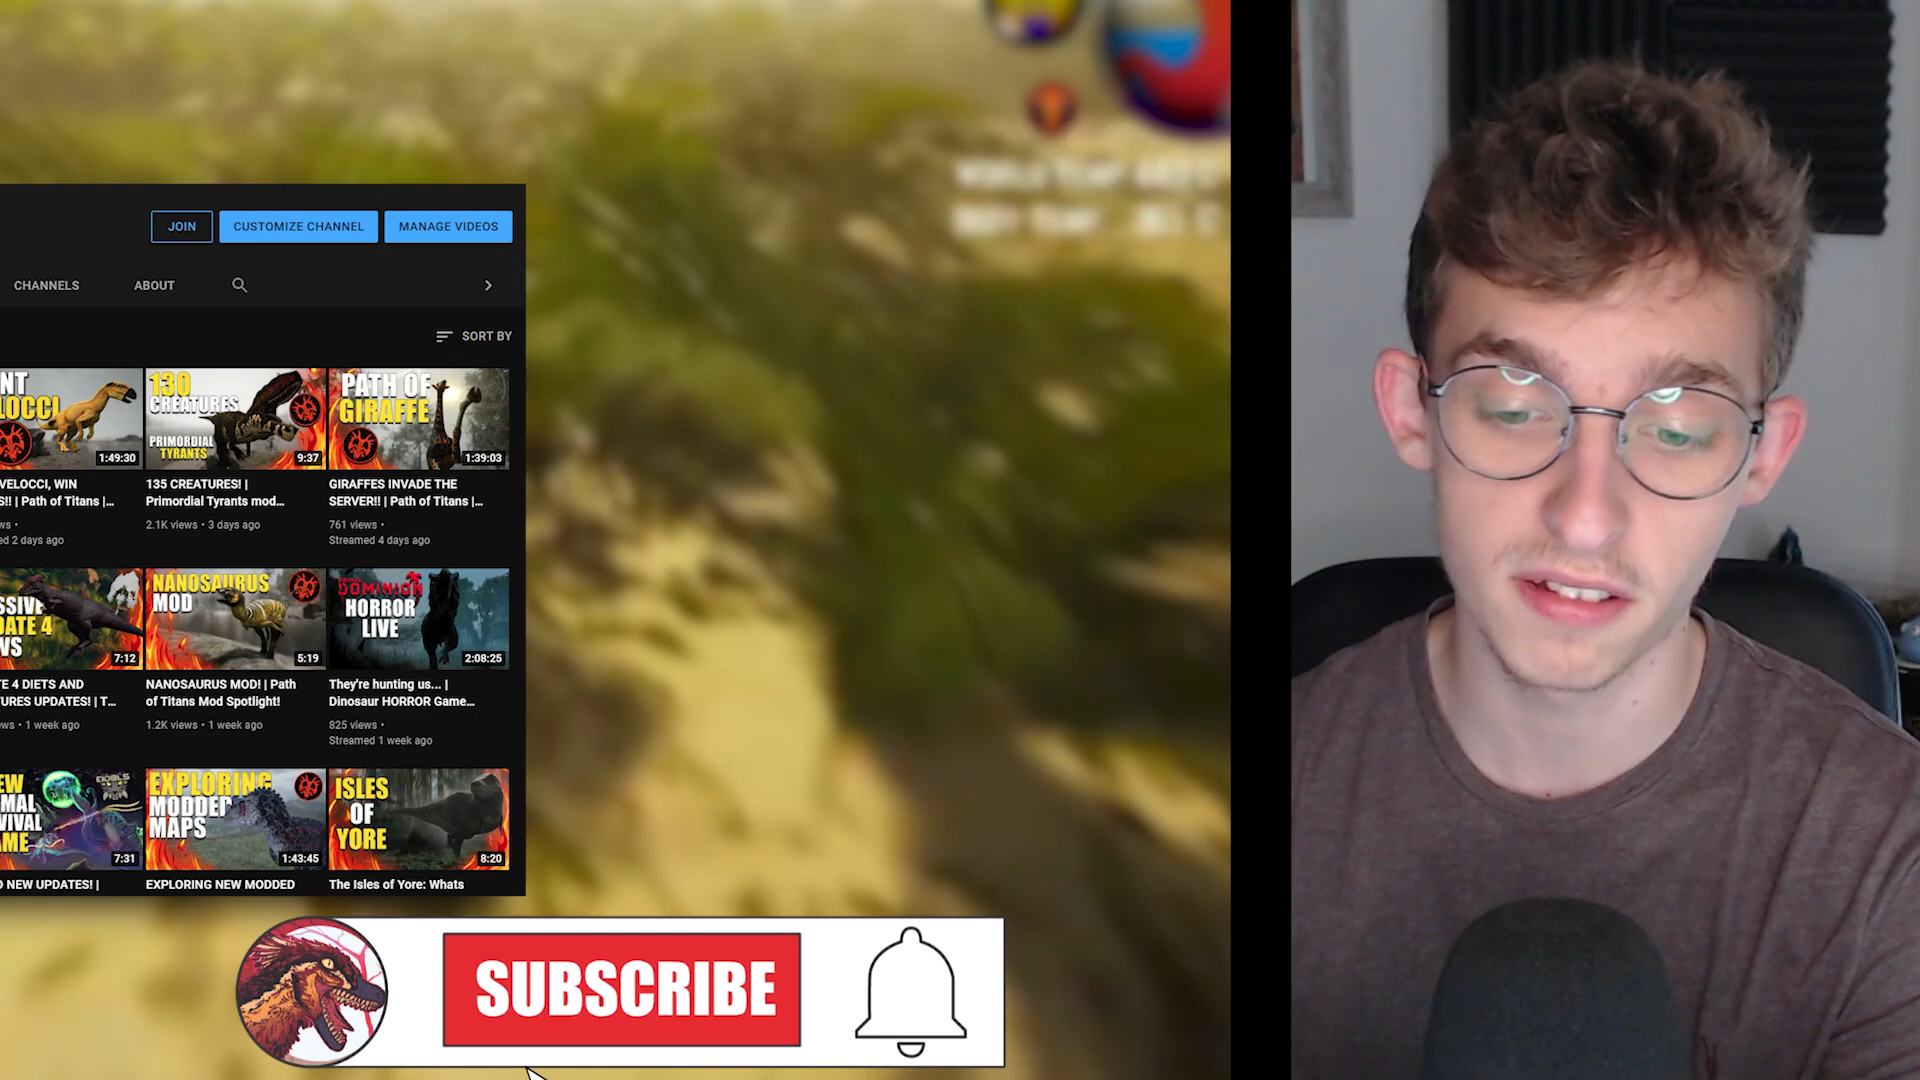 JOIN
CUSTOMIZE CHANNEL
MANAGE VIDEOS
CHANNELS
ABOUT
SORT BY
NT
LOCCI
1:49:30
130
CREATURES
PRIMORDIAL
TYRANTS
9:37
PATH OF
GIRAFFE
1:39:03
VELOCCI, WIN
S!! | Path of Titans |...
ws •
ed 2 days ago
135 CREATURES! |
Primordial Tyrants mod...
2.1K views • 3 days ago
GIRAFFES INVADE THE
SERVER!! | Path of Titans |...
761 views •
Streamed 4 days ago
SSIVE
DATE 4
WS
7:12
NANOSAURUS
MOD
5:19
DOMINION
HORROR
LIVE
2:08:25
TE 4 DIETS AND
TURES UPDATES! | T...
ews • 1 week ago
NANOSAURUS MOD! | Path
of Titans Mod Spotlight!
1.2K views • 1 week ago
They're hunting us... |
Dinosaur HORROR Game...
825 views •
Streamed 1 week ago
EW
IMAL
VIVAL
AME
7:31
EXPLORING
MODDED
MAPS
1:43:45
ISLES
OF
YORE
8:20
D NEW UPDATES! |
EXPLORING NEW MODDED
The Isles of Yore: Whats
SUBSCRIBE